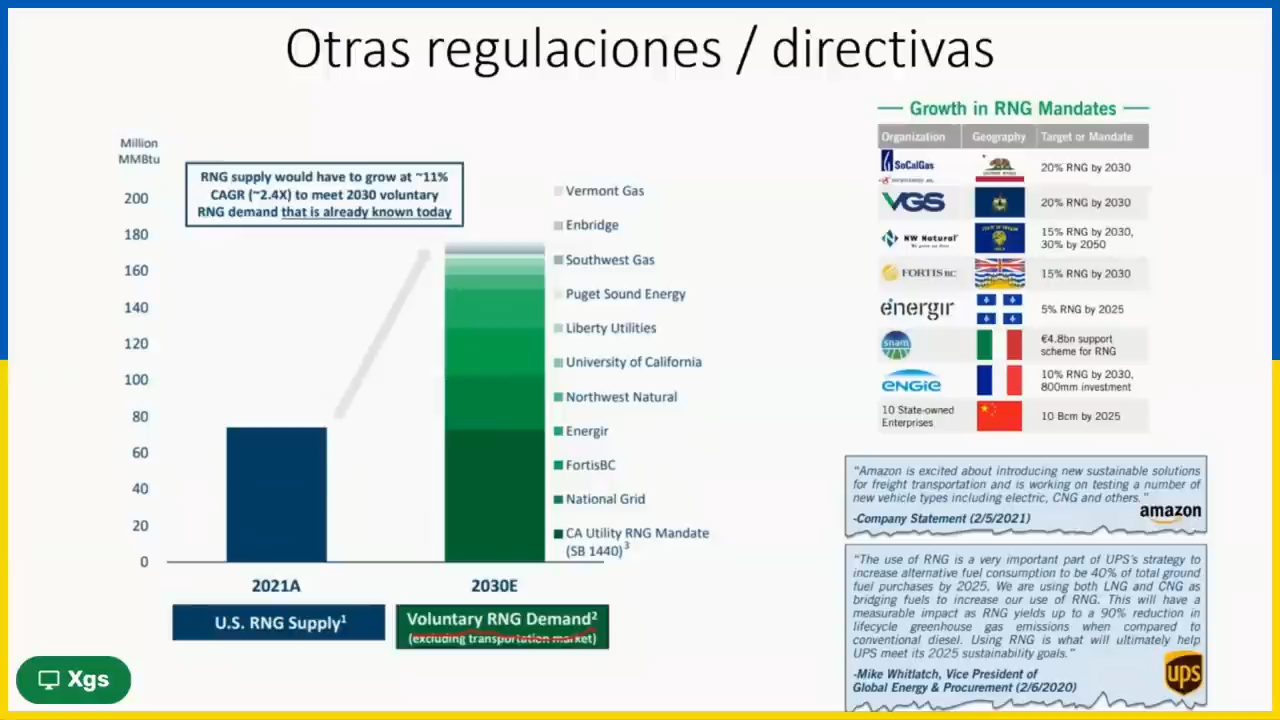 Otras regulaciones / directivas
Million
MMBtu
RNG supply would have to grow at ~11%
CAGR (~2.4X) to meet 2030 voluntary
RNG demand that is already known today
200
180
160
140
120
100
80
60
40
20
0
Vermont Gas
Enbridge
Southwest Gas
Puget Sound Energy
Liberty Utilities
University of California
Northwest Natural
Energir
FortisBC
National Grid
CA Utility RNG Mandate
(SB 1440)3
2021A
2030E
U.S. RNG Supply1
Voluntary RNG Demand2
(excluding transportation market)
Growth in RNG Mandates
Organization Geography Target or Mandate
SoCalGas 20% RNG by 2030
VGS 20% RNG by 2030
NW Natural 15% RNG by 2030,
30% by 2050
FORTIS BC 15% RNG by 2030
énergir 5% RNG by 2025
snam €4.8bn support
scheme for RNG
ENGIE 10% RNG by 2030,
800mm investment
10 State-owned
Enterprises
10 Bcm by 2025
“Amazon is excited about introducing new sustainable solutions
for freight transportation and is working on testing a number of
new vehicle types including electric, CNG and others.”
-Company Statement (2/5/2021)
amazon
“The use of RNG is a very important part of UPS’s strategy to
increase alternative fuel consumption to be 40% of total ground
fuel purchases by 2025. We are using both LNG and CNG as
bridging fuels to increase our use of RNG. This will have a
measurable impact as RNG yields up to a 90% reduction in
lifecycle greenhouse gas emissions when compared to
conventional diesel. Using RNG is what will ultimately help
UPS meet its 2025 sustainability goals.”
-Mike Whitlatch, Vice President of
Global Energy & Procurement (2/6/2020)
ups
Xgs